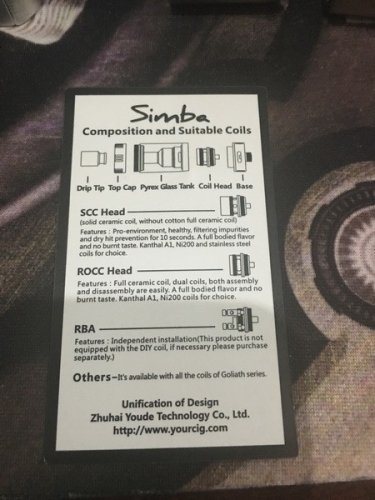 Simba
Composition and Suitable Coils
Drip Tip Top Cap Pyrex Glass Tank Coil Head Base
SCC Head
(solid ceramic coil, without cotton full ceramic coil)
Features : Pro-environment, healthy, filtering impurities
and dry hit prevention for 10 seconds. A full bodied flavor
and no burnt taste. Kanthal A1, Ni200 and stainless steel
coils for choice.
ROCC Head
Features : Full ceramic coil, dual coils, both assembly
and disassembly are easily. A full bodied flavor and no
burnt taste. Kanthal A1, Ni200 coils for choice.
RBA
Features : Independent installation(This product is not
equipped with the DIY coil, if necessary please purchase
separately.)
Others–It's available with all the coils of Goliath series.
Unification of Design
Zhuhai Youde Technology Co., Ltd.
http://www.yourcig.com